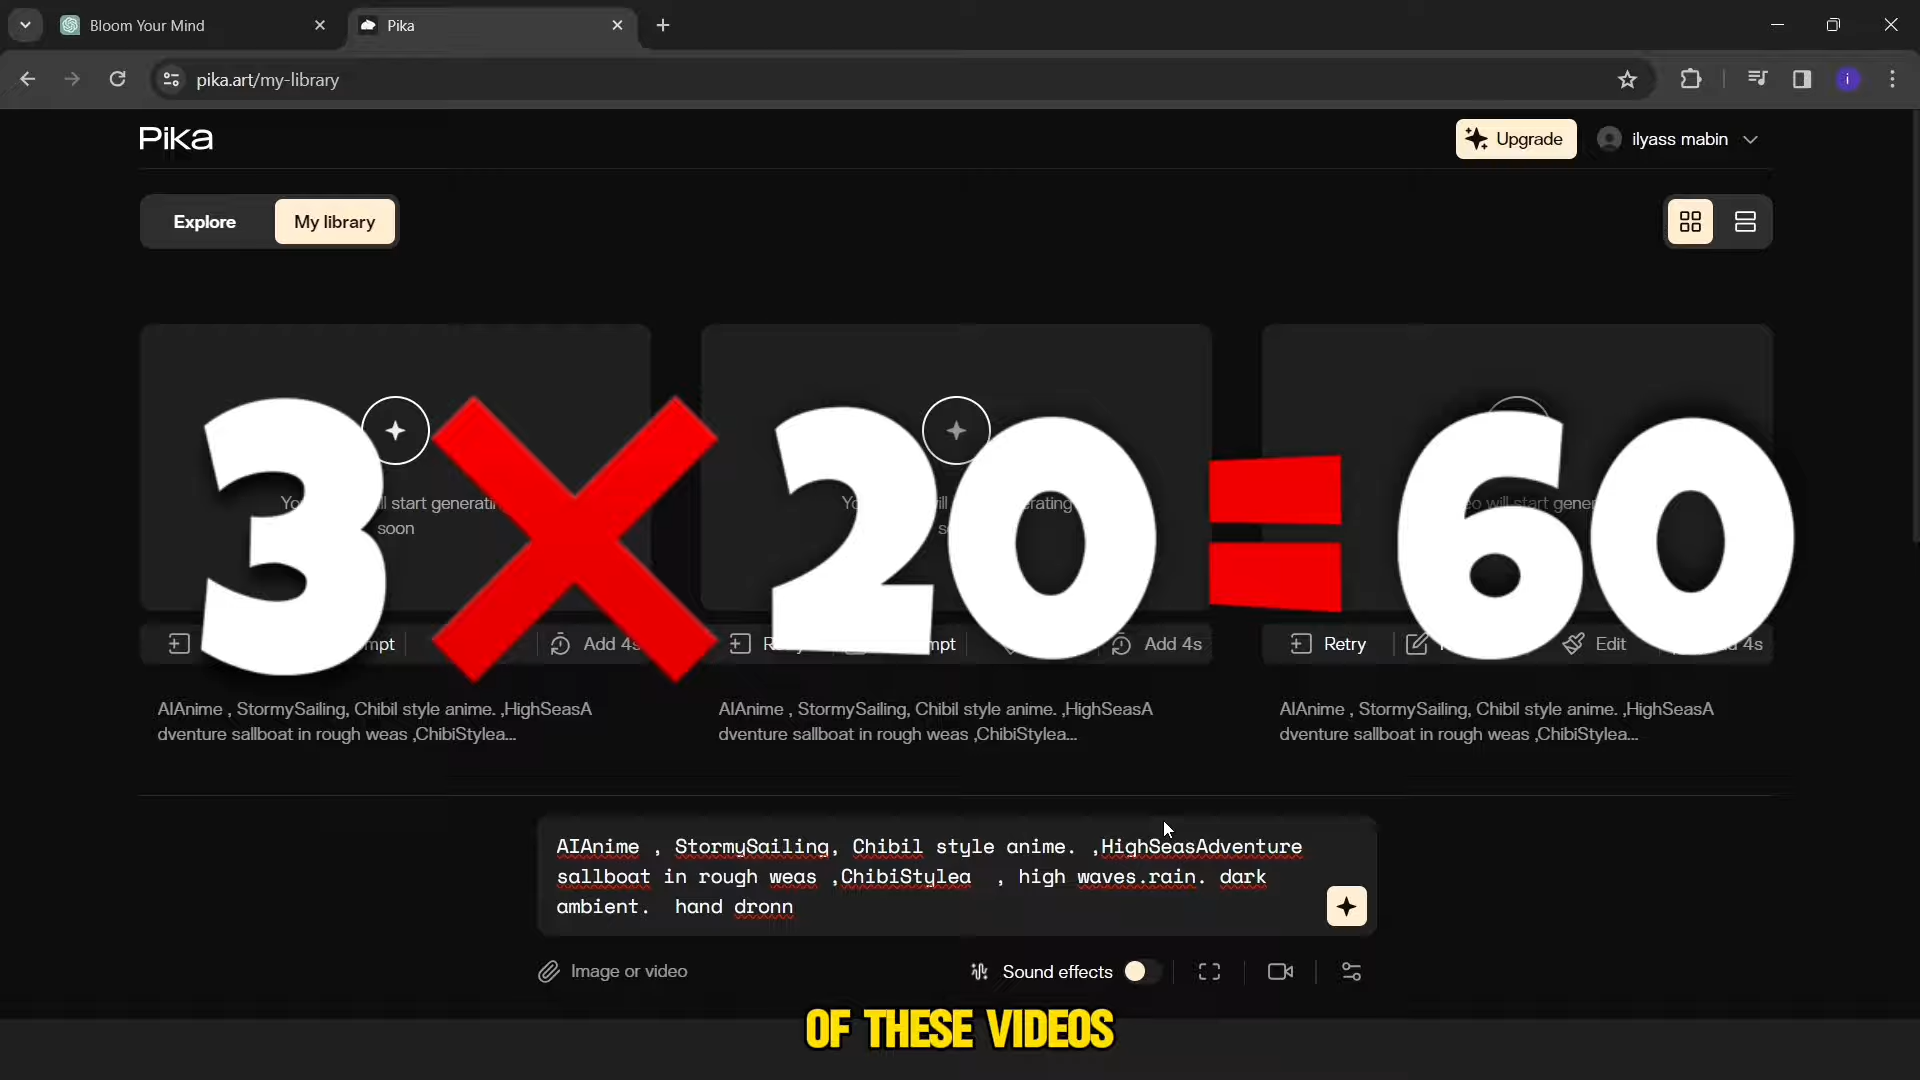 Bloom Your Mind
Pika
pika.art/my-library
i
Pika
Upgrade
ilyass mabin
Explore
My library
3 × 20 = 60
start generati
soon
Add 4s
Add 4s
Retry
Edit
4s
AIAnime , StormySailing, Chibil style anime. ,HighSeasA
dventure sallboat in rough weas ,ChibiStylea...
AIAnime , StormySailing, Chibil style anime. ,HighSeasA
dventure sallboat in rough weas ,ChibiStylea...
AIAnime , StormySailing, Chibil style anime. ,HighSeasA
dventure sallboat in rough weas ,ChibiStylea...
AIAnime , StormySailing, Chibil style anime. ,HighSeasAdventure
sallboat in rough weas ,ChibiStylea , high waves.rain. dark
ambient. hand dronn
Image or video
Sound effects
OF THESE VIDEOS